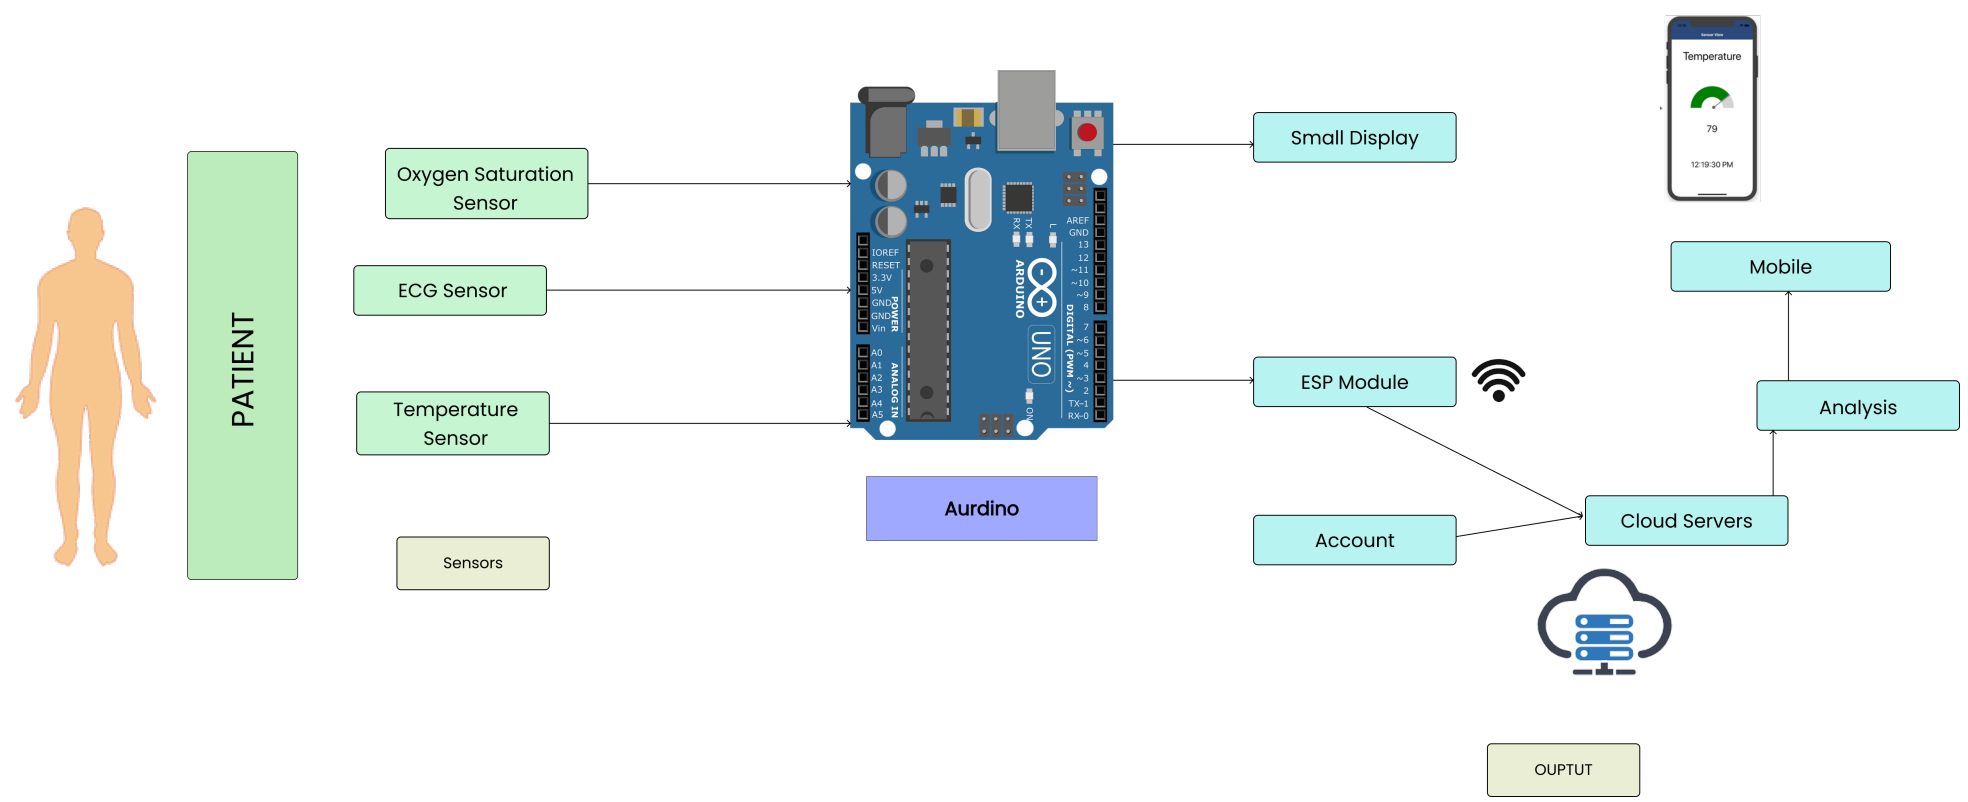 PATIENT
Oxygen Saturation
Sensor
ECG Sensor
Temperature
Sensor
Sensors
IOREF
RESET
3.3V
5V
GND
GND
Vin
POWER
A0
A1
A2
A3
A4
A5
ANALOG IN
RX
TX
L
ARDUINO
UNO
ON
AREF
GND
13
12
~11
~10
~9
8
7
~6
~5
4
~3
2
TX-1
RX-0
DIGITAL (PWM ~)
Aurdino
Small Display
ESP Module
Account
Cloud Servers
Analysis
Mobile
Sensor View
Temperature
79
12:19:30 PM
OUPTUT